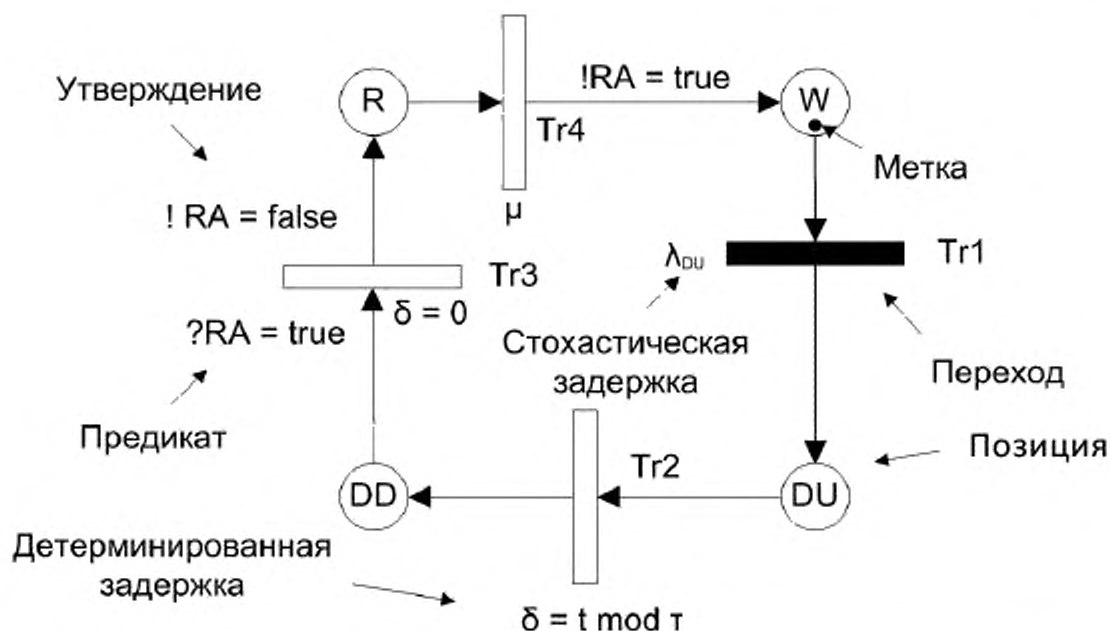 Утверждение
R
!RA = true
W
Tr4
Метка
! RA = false
μ
λDU
Tr1
Tr3
δ = 0
?RA = true
Стохастическая
задержка
Переход
Предикат
Позиция
Tr2
DD
DU
Детерминированная
задержка
δ = t mod τ